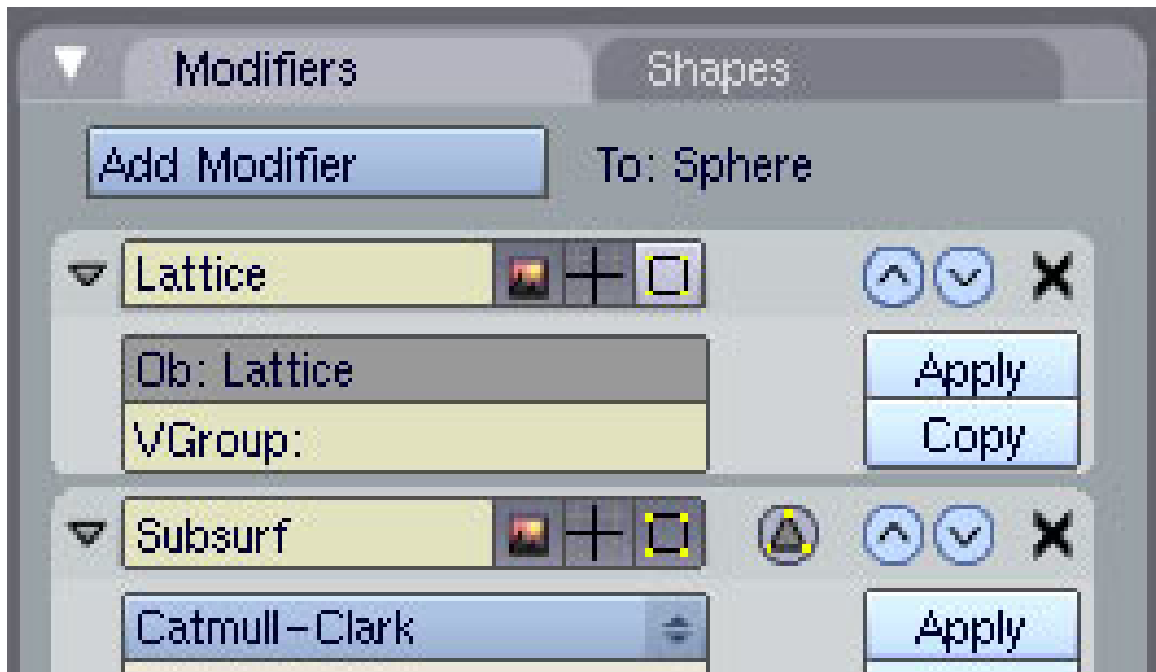 Modifiers Shapes
Add Modifier To: Sphere
Lattice
Ob: Lattice Apply
VGroup: Copy
Subsurf
Catmull-Clark Apply